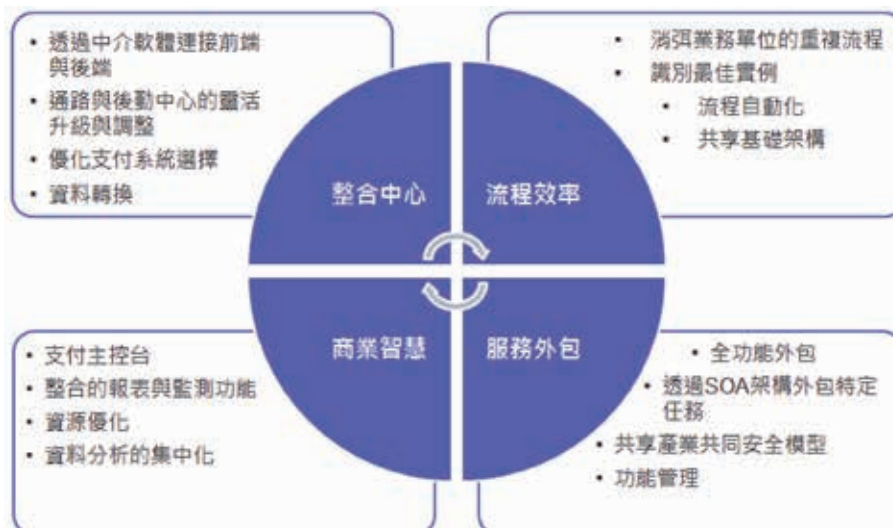 透過中介軟體連接前端
與後端
通路與後勤中心的靈活
升級與調整
優化支付系統選擇
資料轉換
消弭業務單位的重複流程
識別最佳實例
流程自動化
共享基礎架構
整合中心
流程效率
商業智慧
服務外包
支付主控台
整合的報表與監測功能
資源優化
資料分析的集中化
全功能外包
透過SOA架構外包特定
任務
共享產業共同安全模型
功能管理